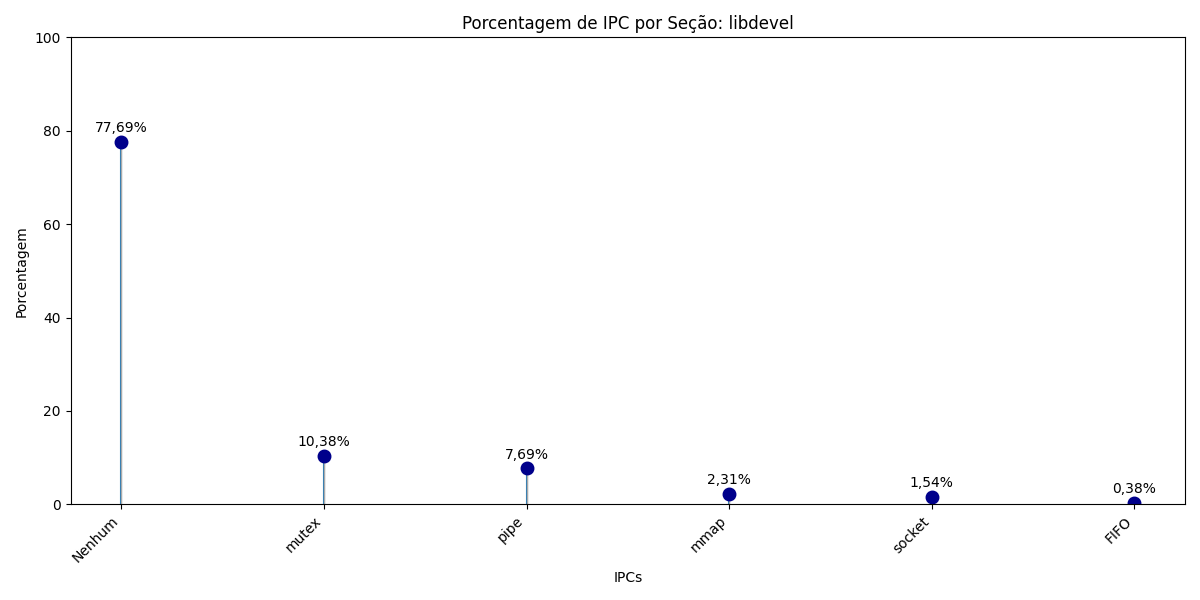 Porcentagem de IPC por Seção: libdevel
Porcentagem
100
80
60
40
20
0
77,69%
10,38%
7,69%
2,31%
1,54%
0,38%
Nenhum
mutex
pipe
mmap
socket
FIFO
IPCs